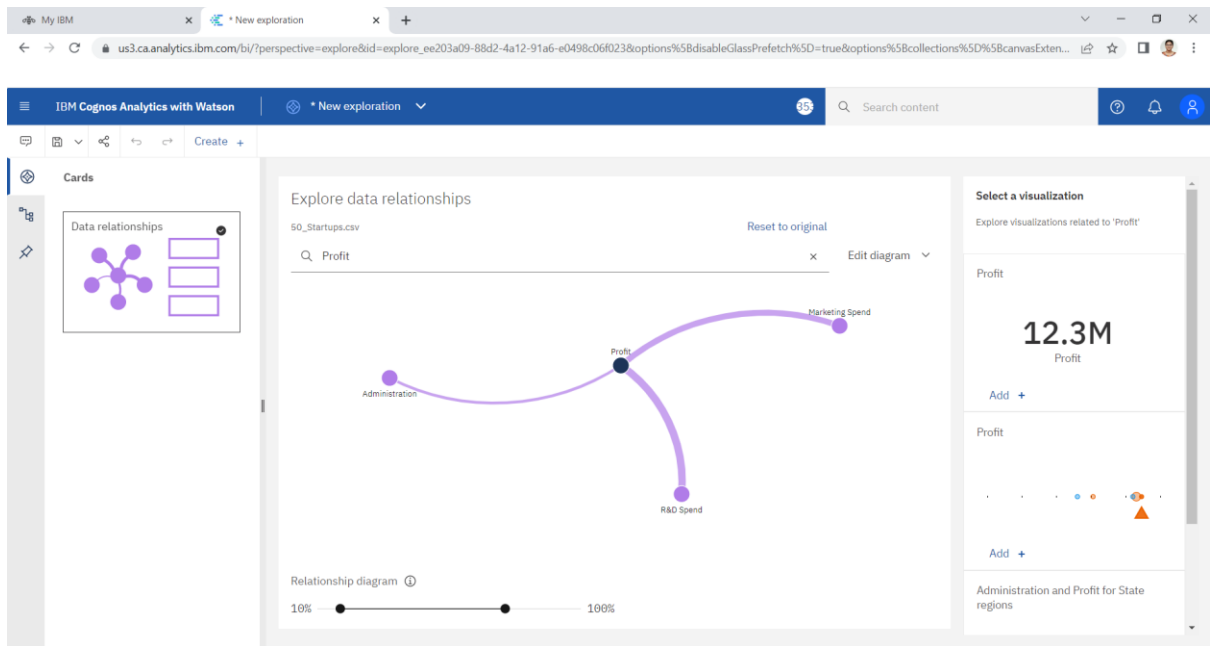 My IBM
* New exploration
us3.ca.analytics.ibm.com/bi/?perspective=explore&id=explore_ee203a09-88d2-4a12-91a6-e0498c06f023&options%5BdisableGlassPrefetch%5D=true&options%5Bcollections%5D%5BcanvasExten...
IBM Cognos Analytics with Watson
* New exploration
Search content
Create +
Cards
Data relationships
Explore data relationships
50_Startups.csv
Reset to original
Profit
Edit diagram
Marketing Spend
Profit
Administration
R&D Spend
Relationship diagram
10%
100%
Select a visualization
Explore visualizations related to 'Profit'
Profit
12.3M
Profit
Add +
Profit
Add +
Administration and Profit for State
regions